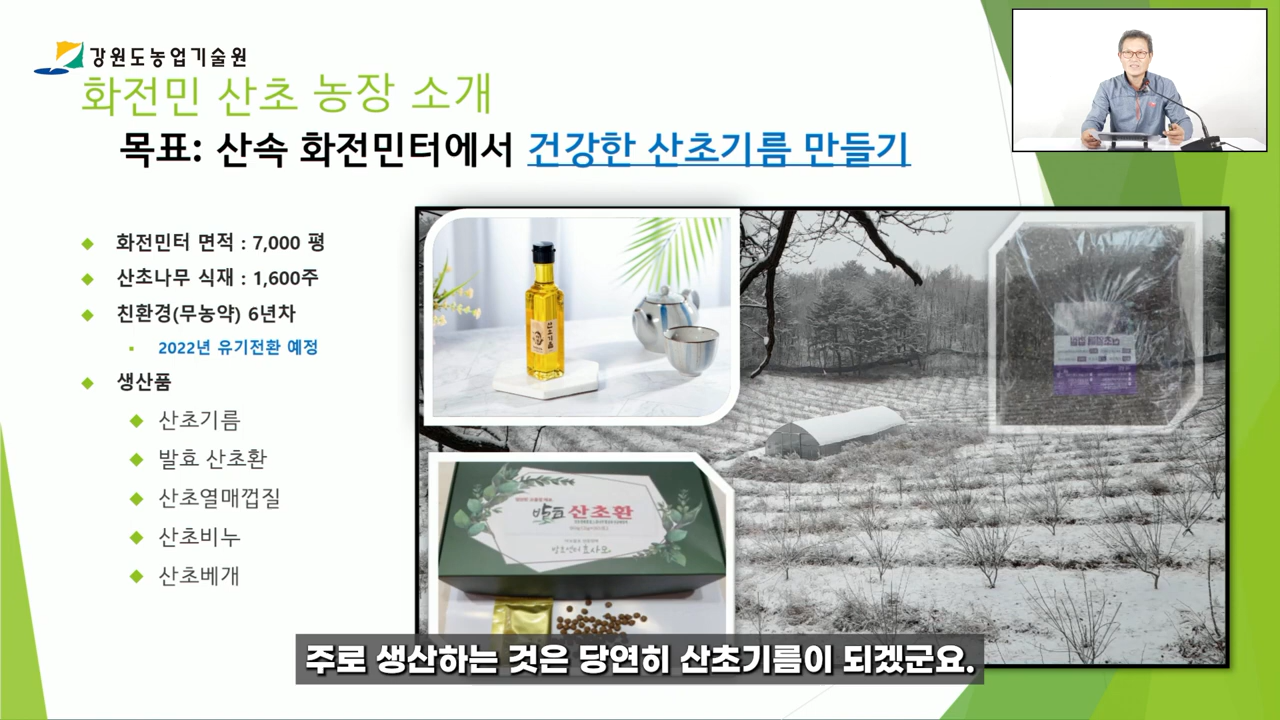 강원도농업기술원
화전민 산초 농장 소개
목표: 산속 화전민터에서 건강한 산초기름 만들기
화전민터 면적 : 7,000 평
산초나무 식재 : 1,600주
친환경(무농약) 6년차
2022년 유기전환 예정
생산품
산초기름
발효 산초환
산초열매껍질
산초비누
산초베개
산초기름
발효 산초환
주로 생산하는 것은 당연히 산초기름이 되겠군요.